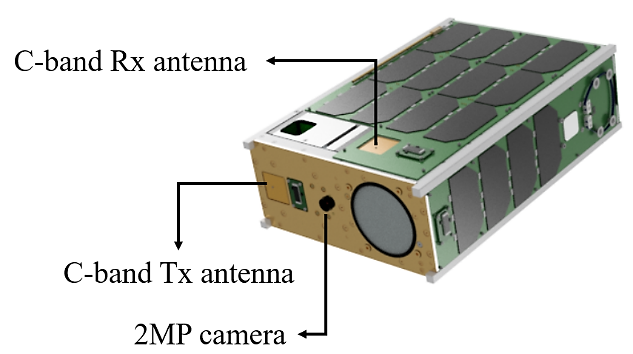 C-band Rx antenna
C-band Tx antenna
2MP camera